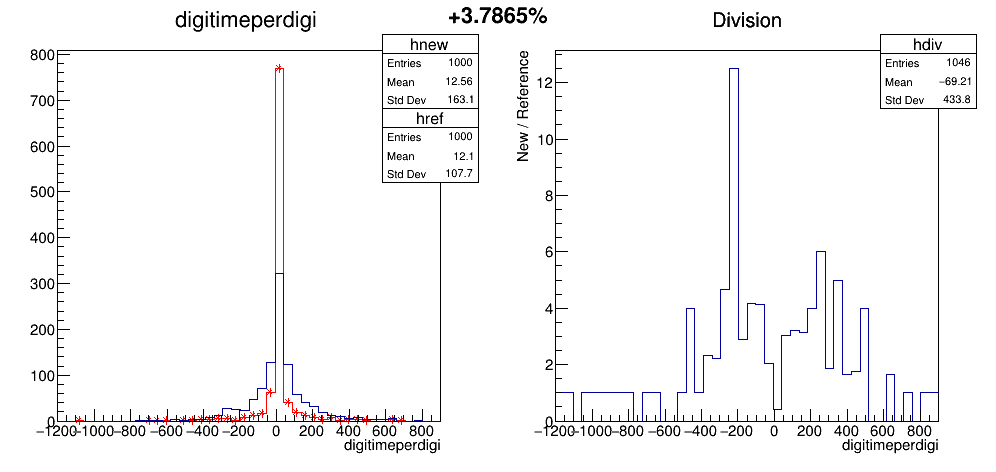 +3.7865%
digitimeperdigi
hnew
Entries 1000
Mean 12.56
Std Dev 163.1
href
Entries 1000
Mean 12.1
Std Dev 107.7
800
700
600
500
400
300
200
100
0
−1200 −1000 −800 −600 −400 −200 0 200 400 600 800
digitimeperdigi
Division
hdiv
Entries 1046
Mean −69.21
Std Dev 433.8
New / Reference
12
10
8
6
4
2
0
−1200 −1000 −800 −600 −400 −200 0 200 400 600 800
digitimeperdigi